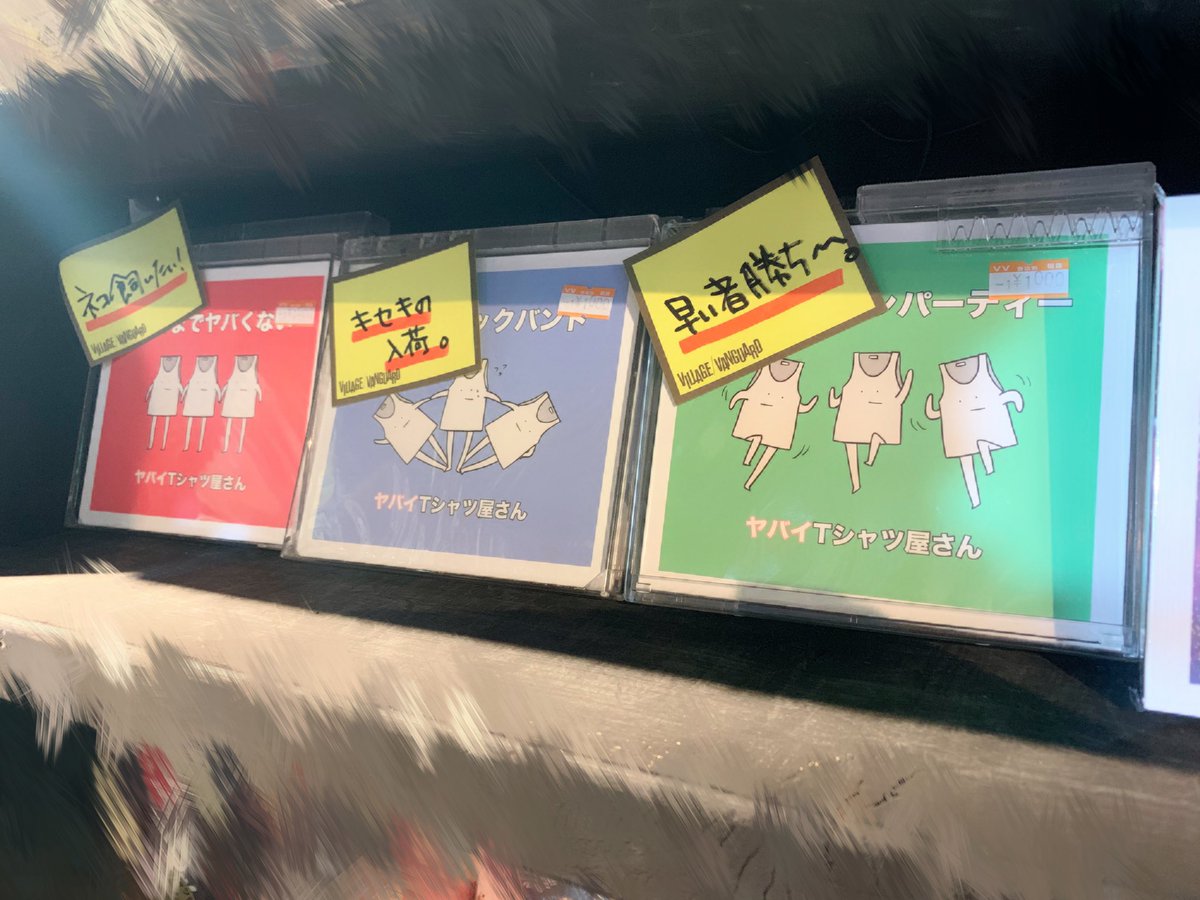 ネコ飼いたい!
VILLAGE/VANGUARD
までヤバくな
ヤバイTシャツ屋さん
キセキの
入荷。
VILLAGE/VANGUARD
ックバンド
ヤバイTシャツ屋さん
早い者勝ち〜。
VILLAGE/VANGUARD
VV
¥1000
ンパーティー
ヤバイTシャツ屋さん